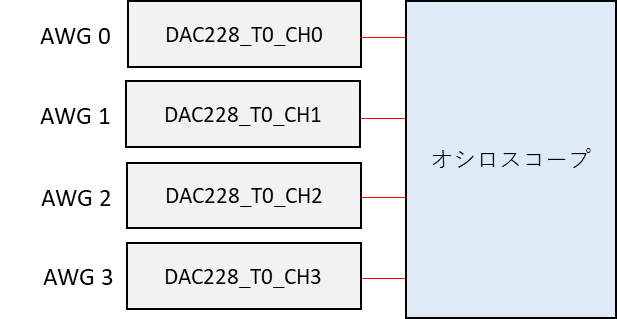 AWG 0 DAC228_T0_CH0
AWG 1 DAC228_T0_CH1
オシロスコープ
AWG 2 DAC228_T0_CH2
AWG 3 DAC228_T0_CH3